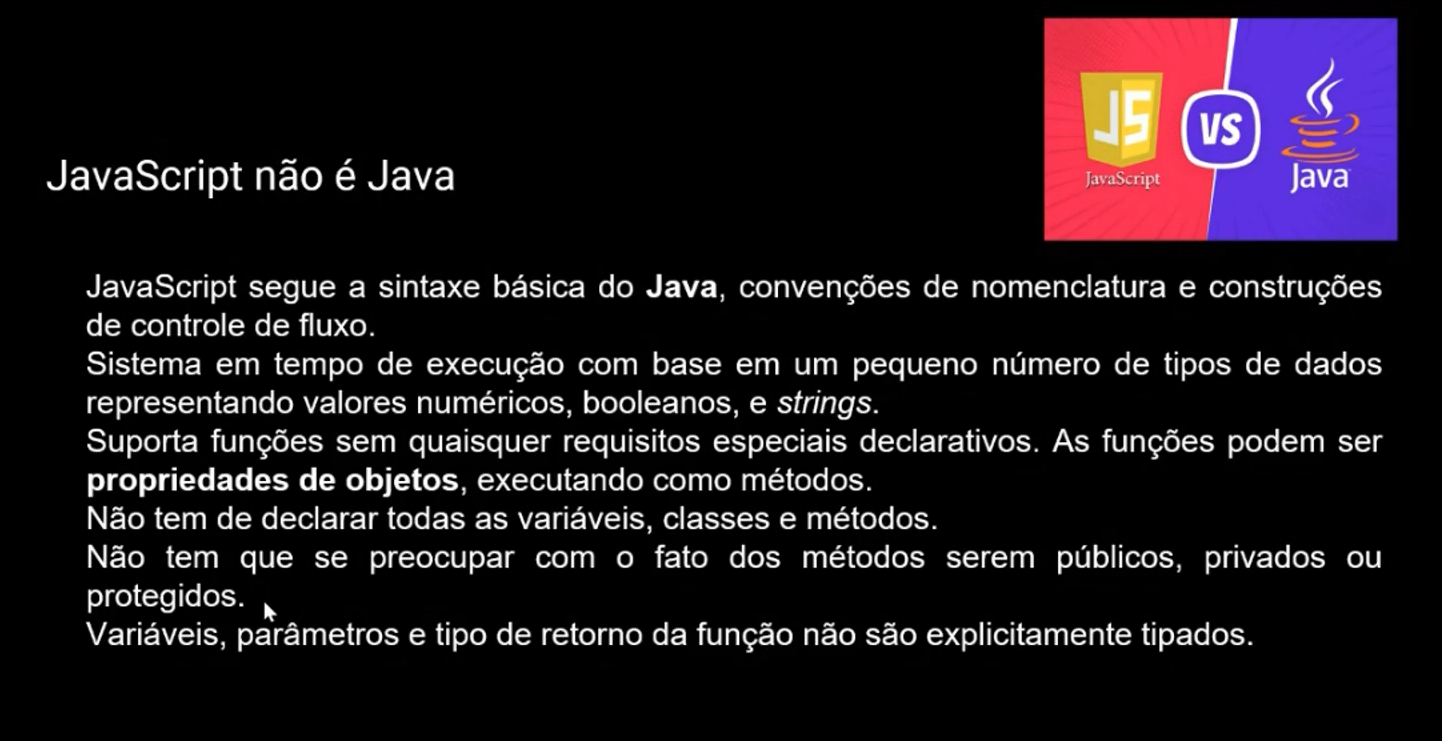 JS
JavaScript
VS
Java
JavaScript não é Java
JavaScript segue a sintaxe básica do Java, convenções de nomenclatura e construções
de controle de fluxo.
Sistema em tempo de execução com base em um pequeno número de tipos de dados
representando valores numéricos, booleanos, e strings.
Suporta funções sem quaisquer requisitos especiais declarativos. As funções podem ser
propriedades de objetos, executando como métodos.
Não tem de declarar todas as variáveis, classes e métodos.
Não tem que se preocupar com o fato dos métodos serem públicos, privados ou
protegidos.
Variáveis, parâmetros e tipo de retorno da função não são explicitamente tipados.